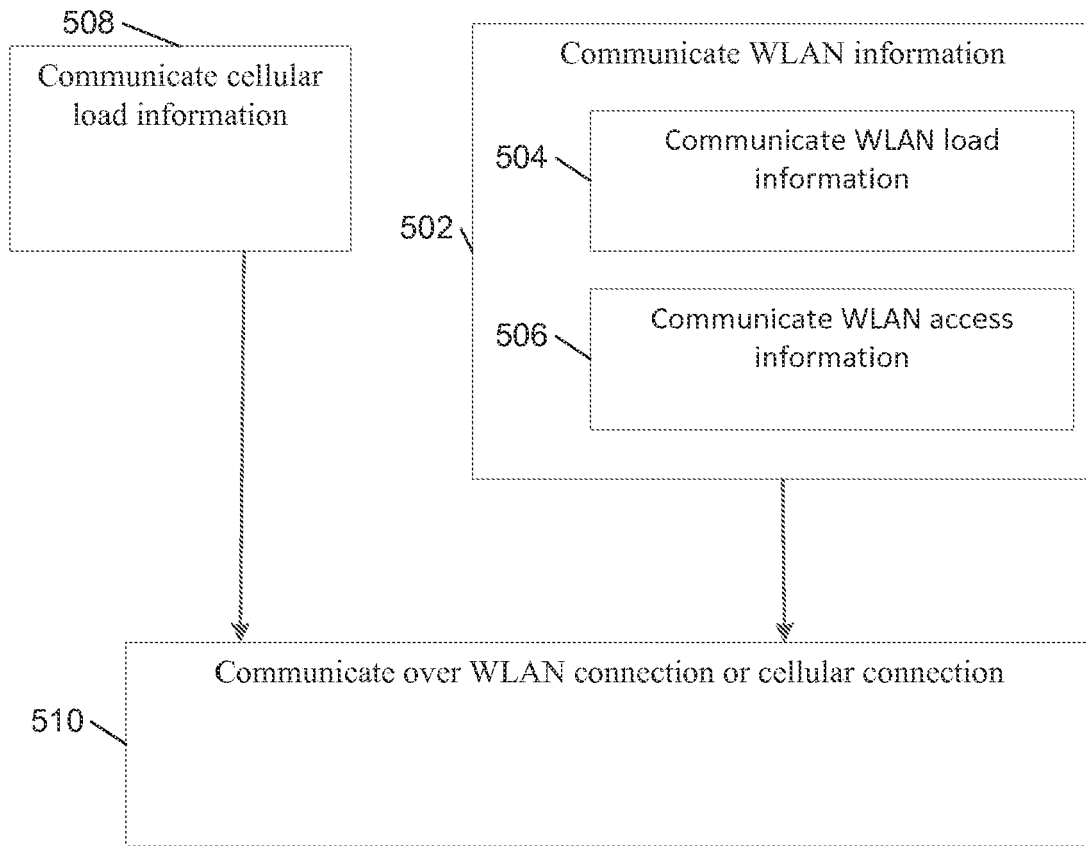 508
Communicate cellular
load information
Communicate WLAN information
504
Communicate WLAN load
information
502
506
Communicate WLAN access
information
Communicate over WLAN connection or cellular connection
510